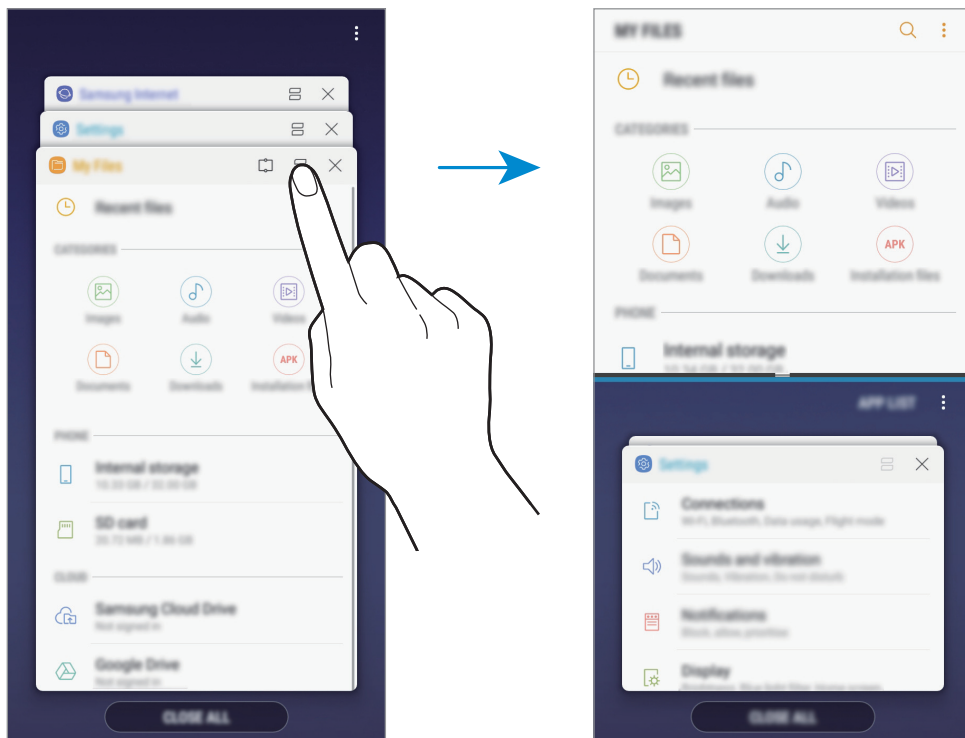 Samsung Internet
Settings
My Files
Recent files
CATEGORIES
Images
Audio
Videos
APK
Documents
Downloads
Installation
PHONE
Internal storage
10.33 GB / 32.00 GB
SD card
20.72 MB / 1.86 GB
CLOUD
Samsung Cloud Drive
Not signed in
Google Drive
Not signed in
CLOSE ALL
MY FILES
Recent files
CATEGORIES
Images
Audio
Videos
APK
Documents
Downloads
Installation files
PHONE
Internal storage
APP LIST
Settings
Connections
Wi-Fi, Bluetooth, Data usage, Flight mode
Sounds and vibration
Sounds, Vibration, Do not disturb
Notifications
Block, allow, prioritise
Display
CLOSE ALL